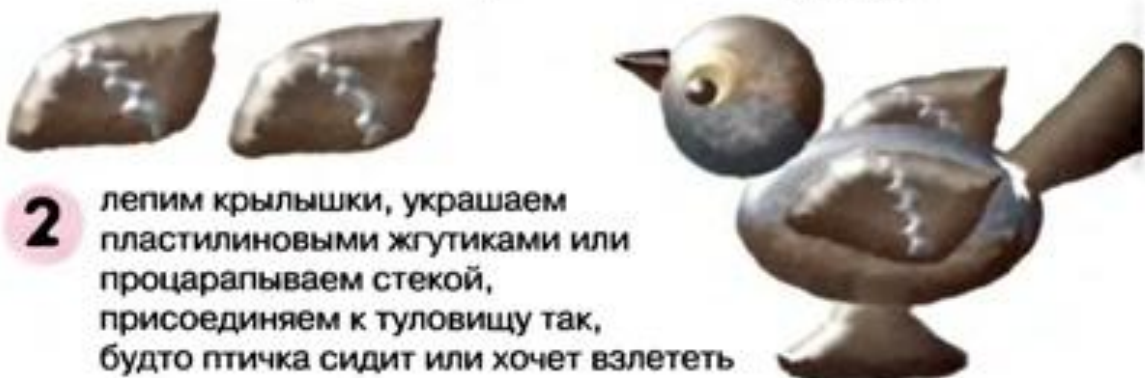 2
лепим крылышки, украшаем
пластилиновыми жгутиками или
процарапываем стекой,
присоединяем к туловищу так,
будто птичка сидит или хочет взлететь